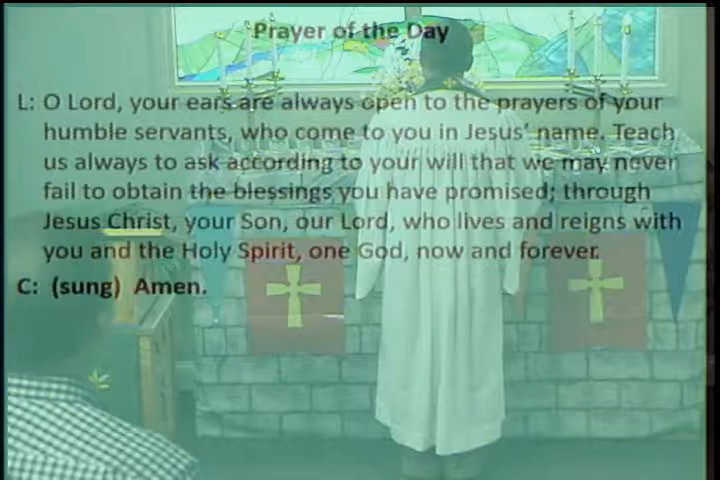 Prayer of the Day
L: O Lord, your ears are always open to the prayers of your
humble servants, who come to you in Jesus' name. Teach
us always to ask according to your will that we may never
fail to obtain the blessings you have promised; through
Jesus Christ, your Son, our Lord, who lives and reigns with
you and the Holy Spirit, one God, now and forever.
C: (sung) Amen.